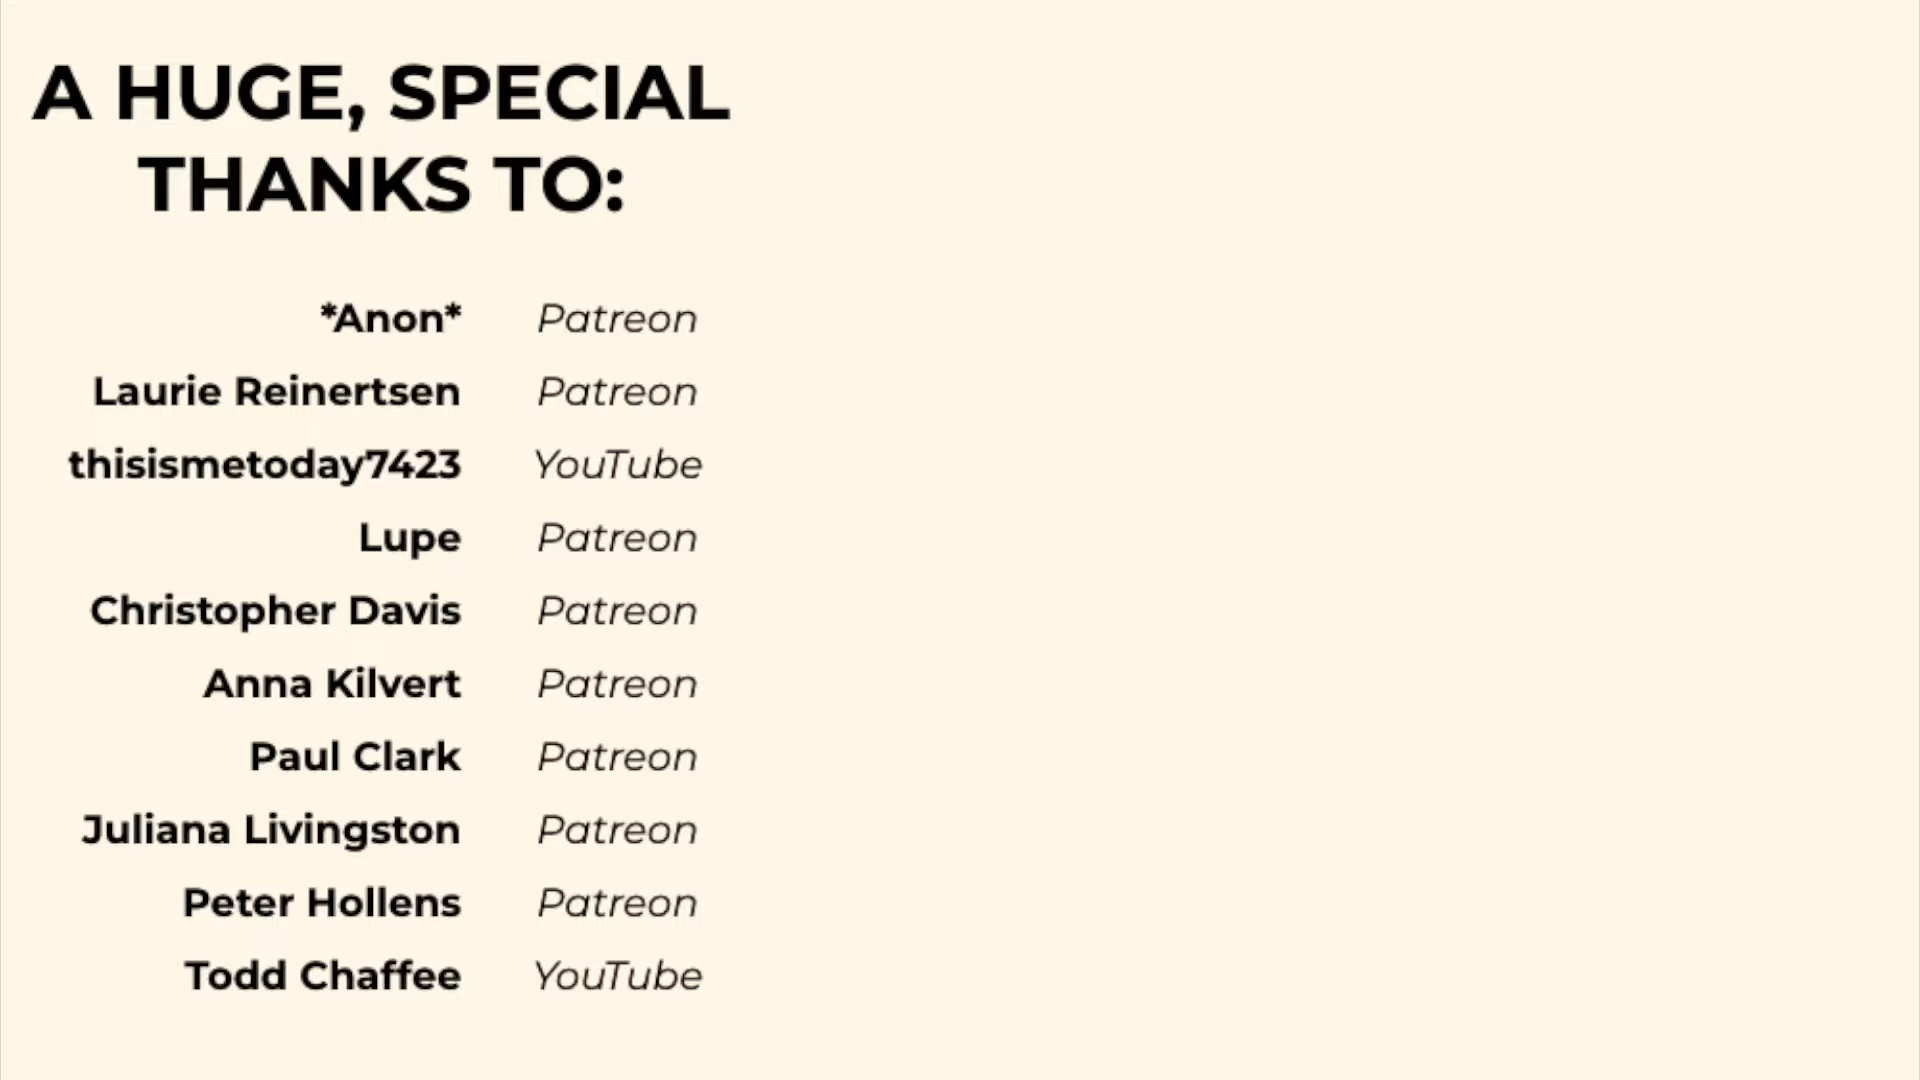 A HUGE, SPECIAL
THANKS TO:
*Anon* Patreon
Laurie Reinertsen Patreon
thisismetoday7423 YouTube
Lupe Patreon
Christopher Davis Patreon
Anna Kilvert Patreon
Paul Clark Patreon
Juliana Livingston Patreon
Peter Hollens Patreon
Todd Chaffee YouTube